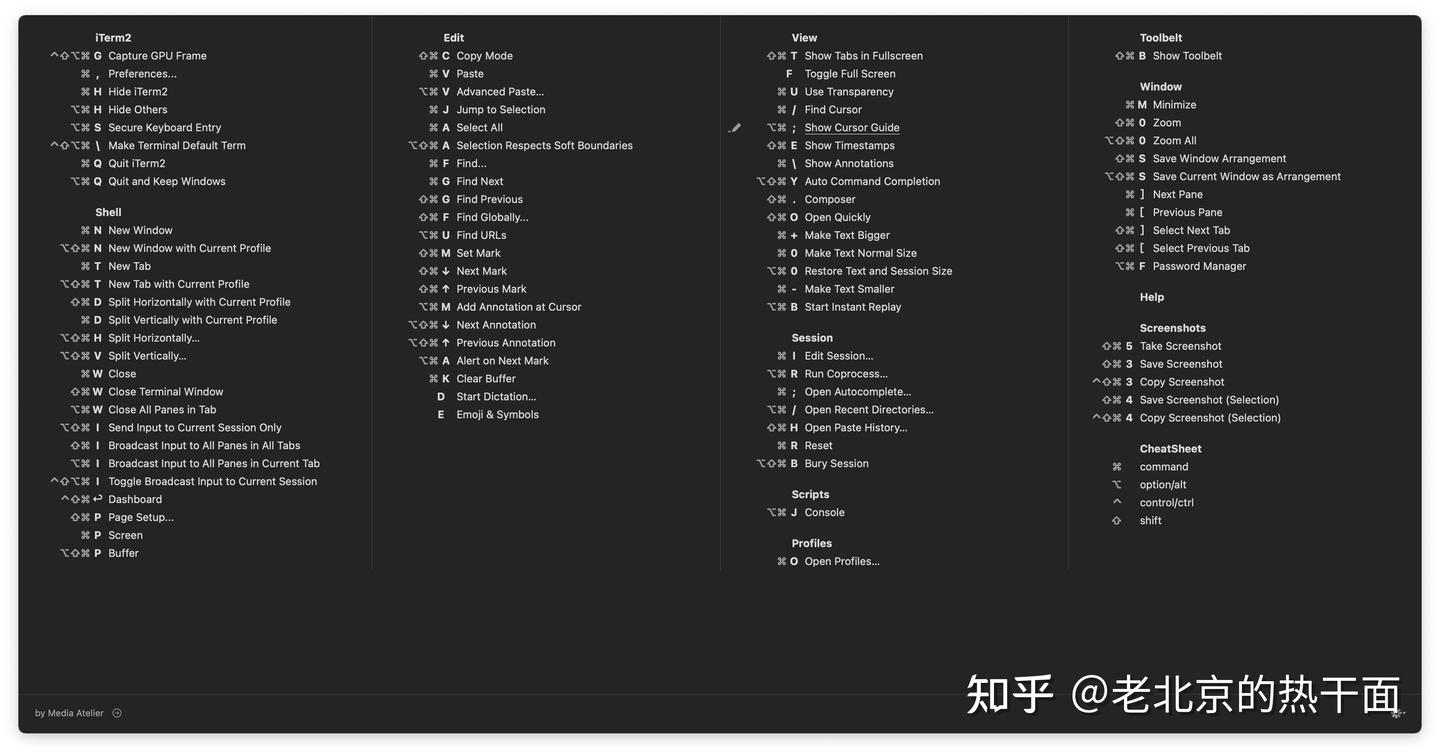 iTerm2
⌃⇧⌥⌘ G Capture GPU Frame
⌘ , Preferences...
⌘ H Hide iTerm2
⌥⌘ H Hide Others
⌥⌘ S Secure Keyboard Entry
⌃⇧⌥⌘ \ Make Terminal Default Term
⌘ Q Quit iTerm2
⌥⌘ Q Quit and Keep Windows
Shell
⌘ N New Window
⌥⇧⌘ N New Window with Current Profile
⌘ T New Tab
⌥⇧⌘ T New Tab with Current Profile
⇧⌘ D Split Horizontally with Current Profile
⌘ D Split Vertically with Current Profile
⌥⇧⌘ H Split Horizontally...
⌥⇧⌘ V Split Vertically...
⌘ W Close
⇧⌘ W Close Terminal Window
⌥⌘ W Close All Panes in Tab
⌥⇧⌘ I Send Input to Current Session Only
⇧⌘ I Broadcast Input to All Panes in All Tabs
⌥⌘ I Broadcast Input to All Panes in Current Tab
⌃⇧⌥⌘ I Toggle Broadcast Input to Current Session
⌃⇧⌘ ↩ Dashboard
⇧⌘ P Page Setup...
⌘ P Screen
⌥⇧⌘ P Buffer
Edit
⇧⌘ C Copy Mode
⌘ V Paste
⌥⌘ V Advanced Paste...
⌘ J Jump to Selection
⌘ A Select All
⌥⇧⌘ A Selection Respects Soft Boundaries
⌘ F Find...
⌘ G Find Next
⇧⌘ G Find Previous
⇧⌘ F Find Globally...
⌥⌘ U Find URLs
⇧⌘ M Set Mark
⇧⌘ ↓ Next Mark
⇧⌘ ↑ Previous Mark
⌥⌘ M Add Annotation at Cursor
⌥⇧⌘ ↓ Next Annotation
⌥⇧⌘ ↑ Previous Annotation
⌥⌘ A Alert on Next Mark
⌘ K Clear Buffer
D Start Dictation...
E Emoji & Symbols
View
⇧⌘ T Show Tabs in Fullscreen
F Toggle Full Screen
⌘ U Use Transparency
⌘ / Find Cursor
⌥⌘ ; Show Cursor Guide
⇧⌘ E Show Timestamps
⌘ \ Show Annotations
⌥⇧⌘ Y Auto Command Completion
⇧⌘ . Composer
⇧⌘ O Open Quickly
⌘ + Make Text Bigger
⌘ 0 Make Text Normal Size
⌥⌘ 0 Restore Text and Session Size
⌘ - Make Text Smaller
⌥⌘ B Start Instant Replay
Session
⌘ I Edit Session...
⌥⌘ R Run Coprocess...
⌘ ; Open Autocomplete...
⌥⌘ / Open Recent Directories...
⇧⌘ H Open Paste History...
⌘ R Reset
⌥⇧⌘ B Bury Session
Scripts
⌥⌘ J Console
Profiles
⌘ O Open Profiles...
Toolbelt
⇧⌘ B Show Toolbelt
Window
⌘ M Minimize
⇧⌘ 0 Zoom
⌥⇧⌘ 0 Zoom All
⇧⌘ S Save Window Arrangement
⌥⇧⌘ S Save Current Window as Arrangement
⌘ ] Next Pane
⌘ [ Previous Pane
⇧⌘ ] Select Next Tab
⇧⌘ [ Select Previous Tab
⌥⌘ F Password Manager
Help
Screenshots
⇧⌘ 5 Take Screenshot
⇧⌘ 3 Save Screenshot
⌃⇧⌘ 3 Copy Screenshot
⇧⌘ 4 Save Screenshot (Selection)
⌃⇧⌘ 4 Copy Screenshot (Selection)
CheatSheet
⌘ command
⌥ option/alt
⌃ control/ctrl
⇧ shift
by Media Atelier
知乎 @老北京的热干面